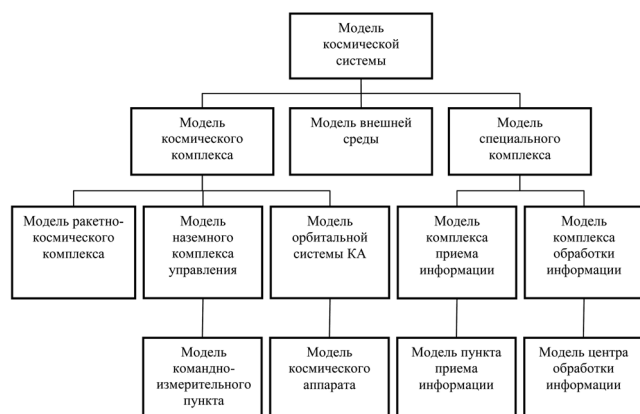 Модель
космической
системы
Модель
космического
комплекса
Модель внешней
среды
Модель
специального
комплекса
Модель ракетно-
космического
комплекса
Модель
наземного
комплекса
управления
Модель
орбитальной
системы КА
Модель
комплекса
приема
информации
Модель
комплекса
обработки
информации
Модель
командно-
измерительного
пункта
Модель
космического
аппарата
Модель пункта
приема
информации
Модель центра
обработки
информации